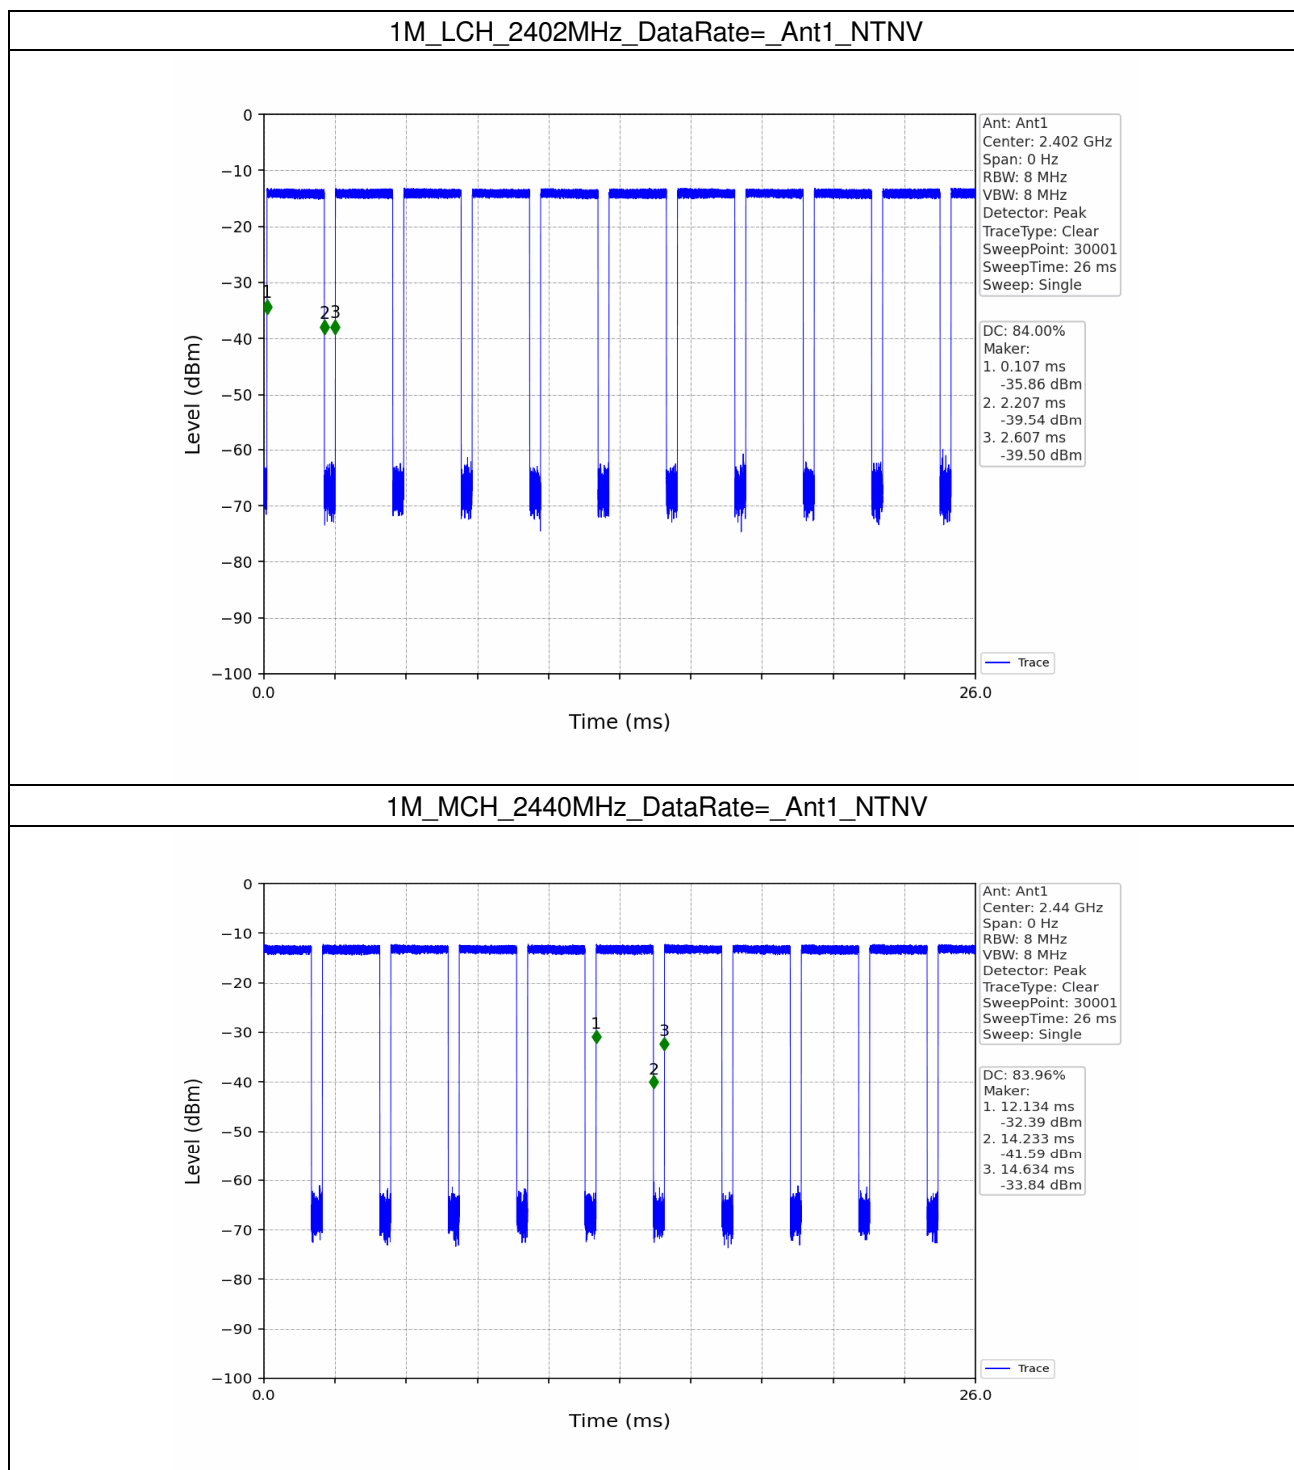 1M_LCH_2402MHz_DataRate=_Ant1_NTNV
0
−10
−20
−30
−40
−50
−60
−70
−80
−90
−100
Level (dBm)
1
2
3
0.0
26.0
Time (ms)
Ant: Ant1
Center: 2.402 GHz
Span: 0 Hz
RBW: 8 MHz
VBW: 8 MHz
Detector: Peak
TraceType: Clear
SweepPoint: 30001
SweepTime: 26 ms
Sweep: Single
DC: 84.00%
Maker:
1. 0.107 ms
-35.86 dBm
2. 2.207 ms
-39.54 dBm
3. 2.607 ms
-39.50 dBm
Trace
1M_MCH_2440MHz_DataRate=_Ant1_NTNV
0
−10
−20
−30
−40
−50
−60
−70
−80
−90
−100
Level (dBm)
1
2
3
0.0
26.0
Time (ms)
Ant: Ant1
Center: 2.44 GHz
Span: 0 Hz
RBW: 8 MHz
VBW: 8 MHz
Detector: Peak
TraceType: Clear
SweepPoint: 30001
SweepTime: 26 ms
Sweep: Single
DC: 83.96%
Maker:
1. 12.134 ms
-32.39 dBm
2. 14.233 ms
-41.59 dBm
3. 14.634 ms
-33.84 dBm
Trace